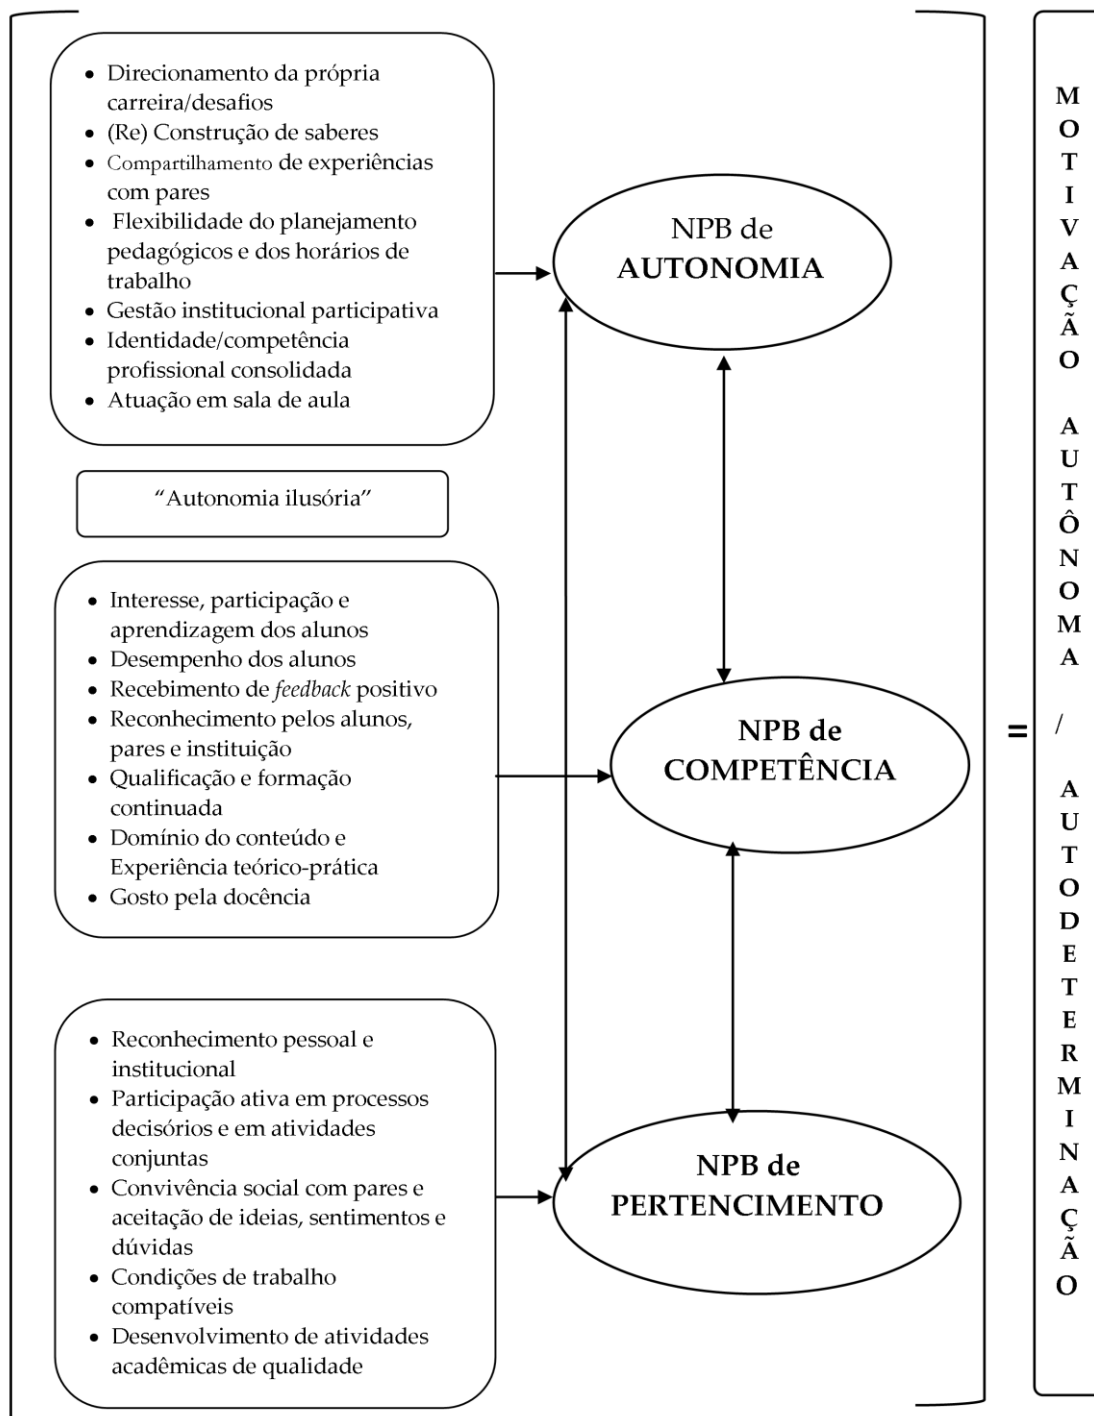 • Direcionamento da própria
carreira/desafios
• (Re) Construção de saberes
• Compartilhamento de experiências
com pares
• Flexibilidade do planejamento
pedagógicos e dos horários de
trabalho
• Gestão institucional participativa
• Identidade/competência
profissional consolidada
• Atuação em sala de aula
“Autonomia ilusória”
• Interesse, participação e
aprendizagem dos alunos
• Desempenho dos alunos
• Recebimento de feedback positivo
• Reconhecimento pelos alunos,
pares e instituição
• Qualificação e formação
continuada
• Domínio do conteúdo e
Experiência teórico-prática
• Gosto pela docência
• Reconhecimento pessoal e
institucional
• Participação ativa em processos
decisórios e em atividades
conjuntas
• Convivência social com pares e
aceitação de ideias, sentimentos e
dúvidas
• Condições de trabalho
compatíveis
• Desenvolvimento de atividades
acadêmicas de qualidade
NPB de
AUTONOMIA
NPB de
COMPETÊNCIA
NPB de
PERTENCIMENTO
=
MOTIVAÇÃO AUTÔNOMA / AUTODETERMINAÇÃO